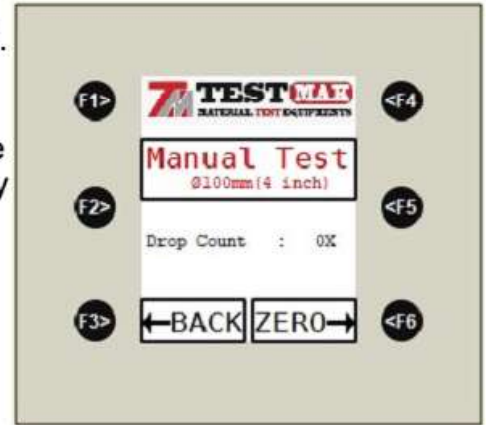 .
e
y
F1>
TESTMAK
MATERIAL TEST EQUIPMENTS
<F4
Manual Test
Ø100mm(4 inch)
F2>
<F5
Drop Count : 0X
F3>
←BACK
ZERO→
<F6